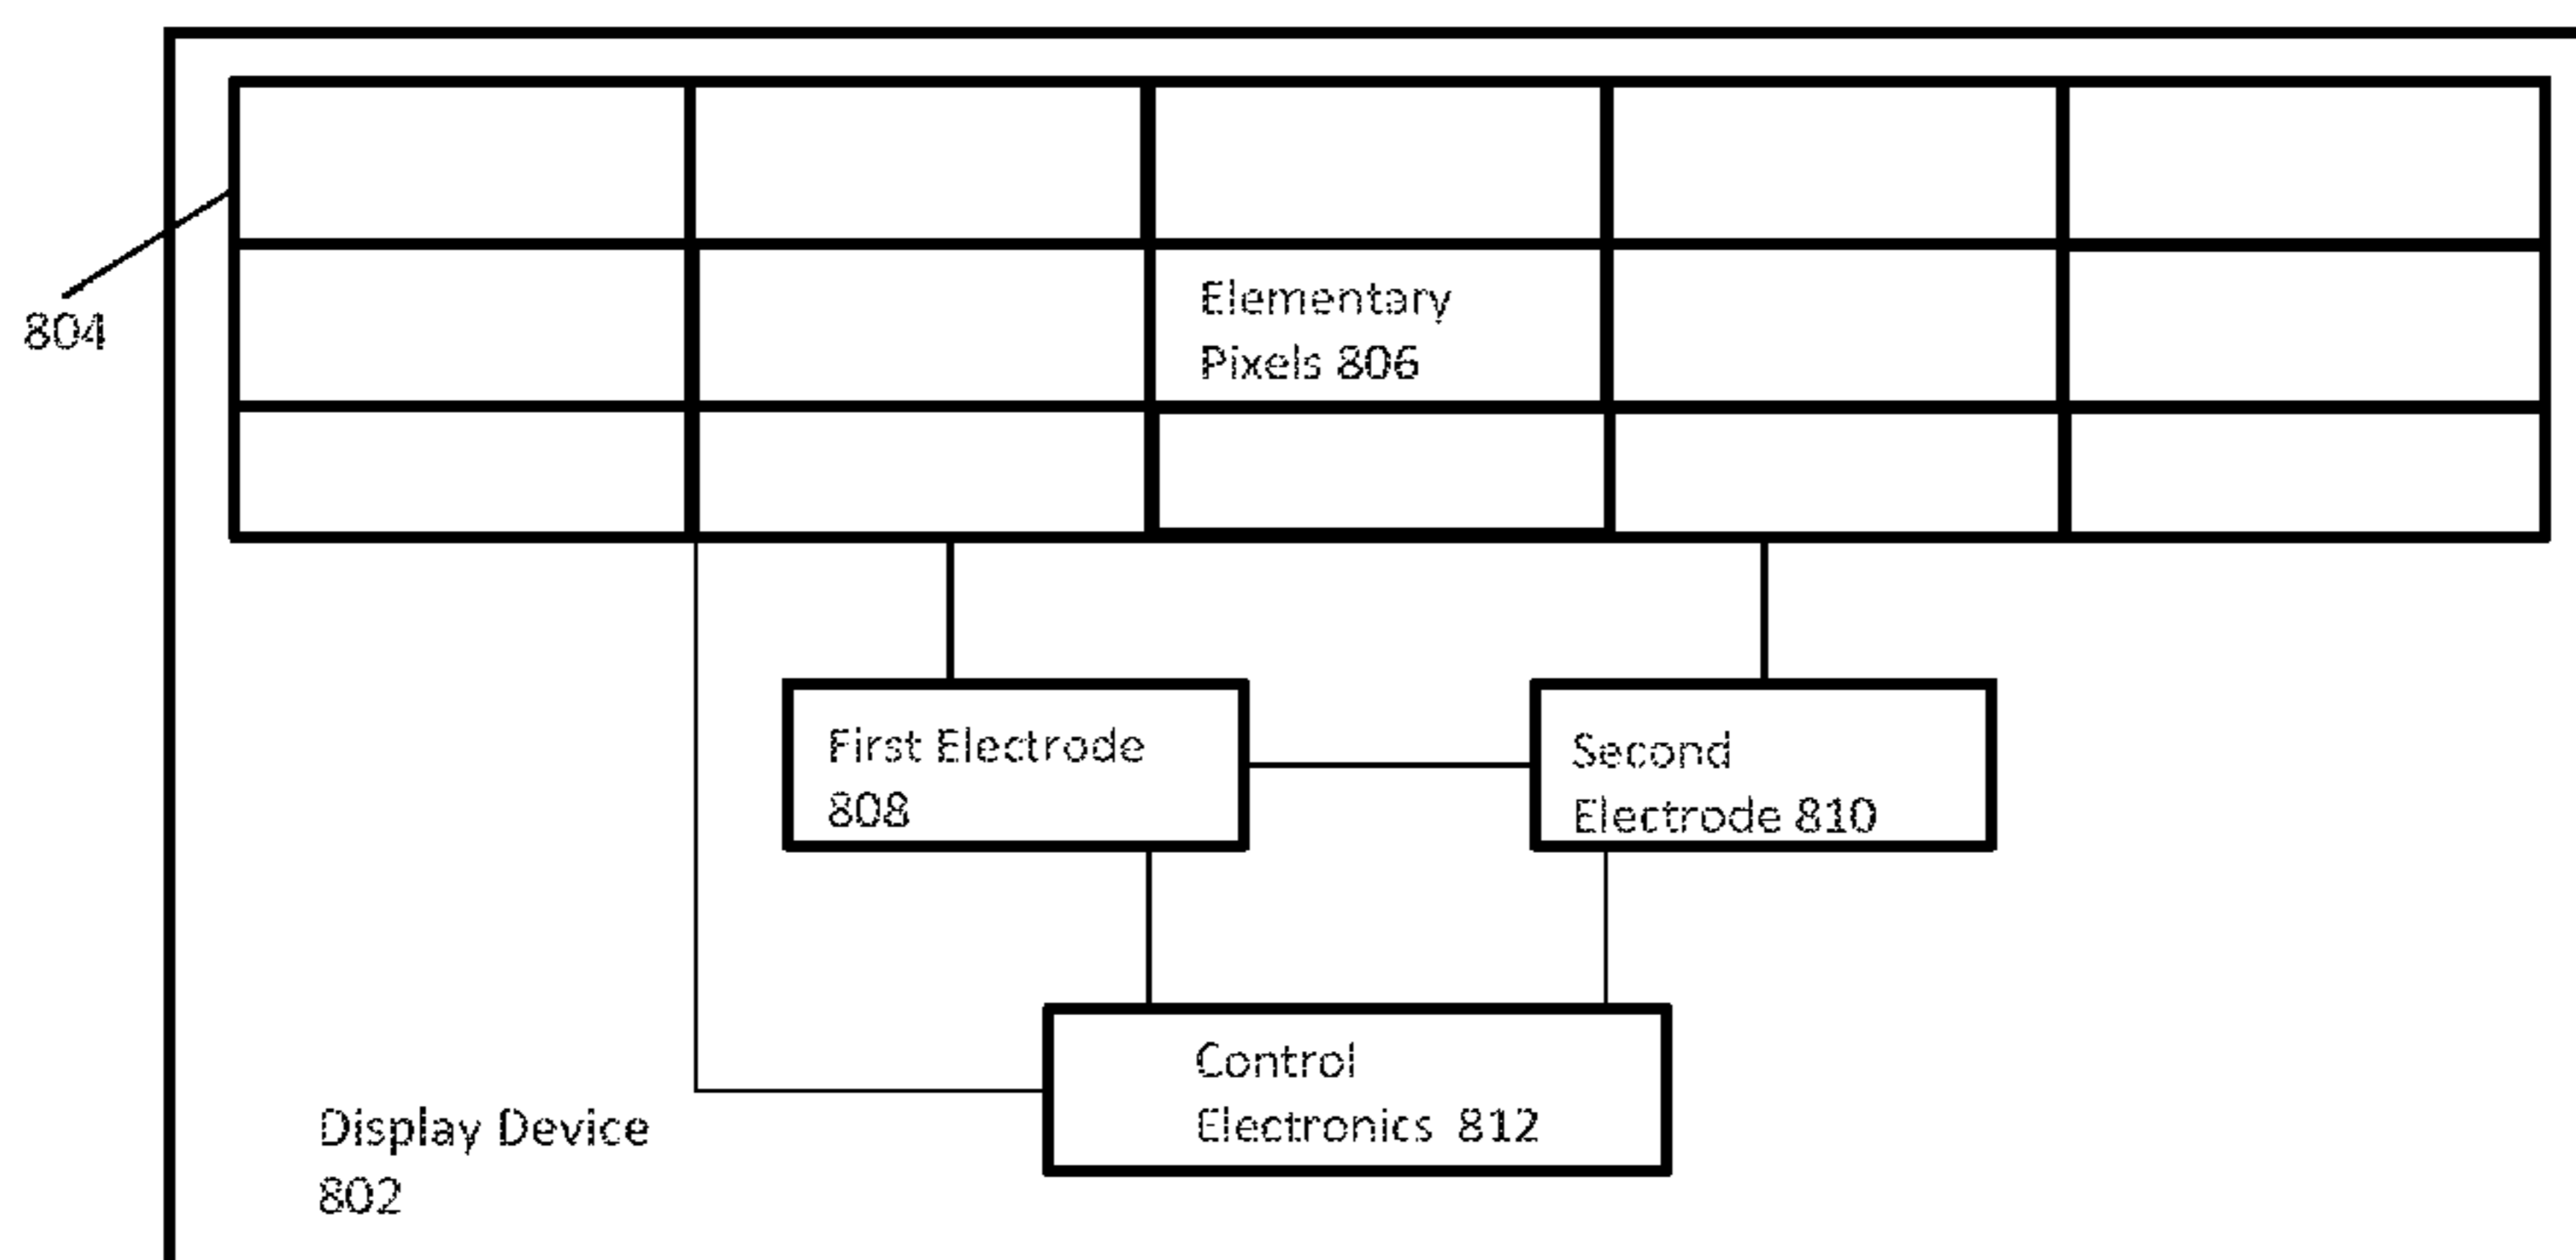 804
Elementary
Pixels 806
First Electrode
808
Second
Electrode 810
Control
Electronics 812
Display Device
802